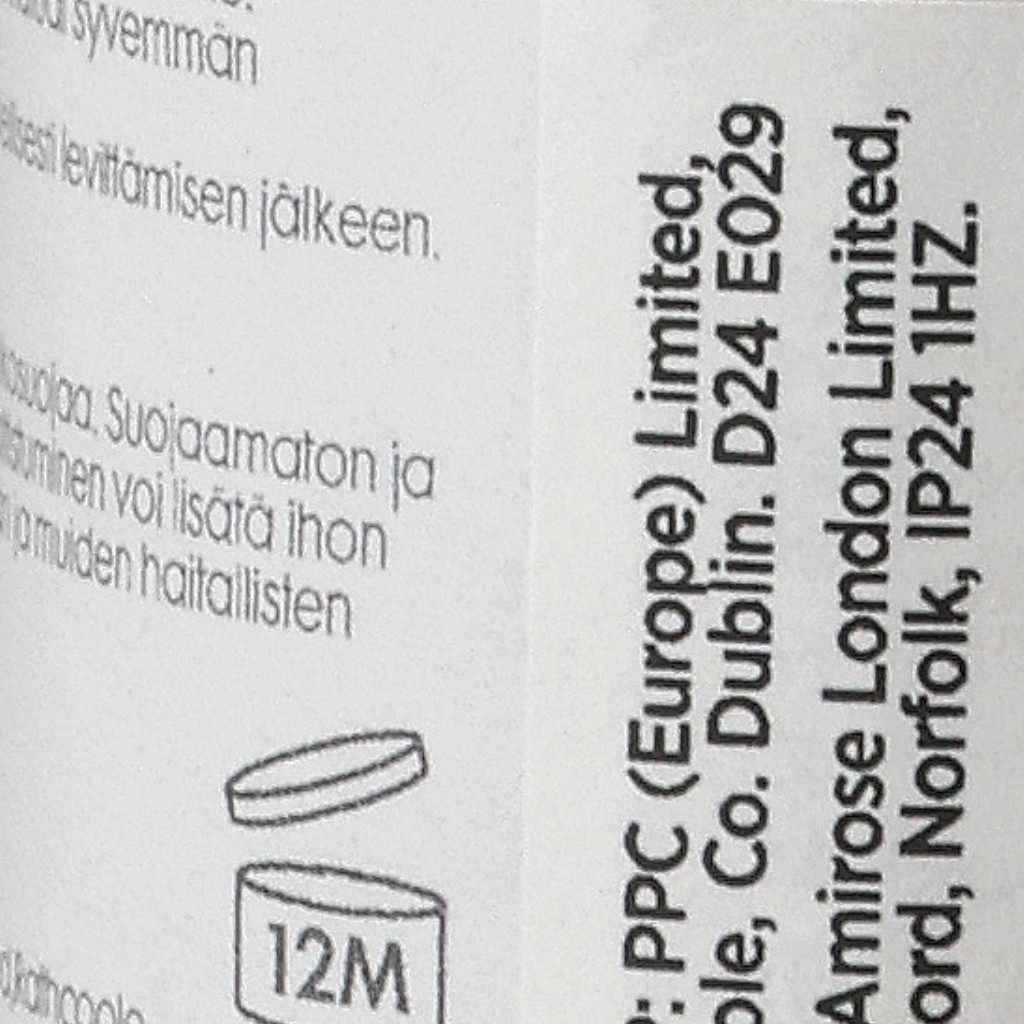 syvemmän
levittämisen jälkeen.
Suojaamaton ja
voi lisätä ihon
ja muiden haitallisten
12M
PPC (Europe) Limited,
Co. Dublin. D24 E029
Amirose London Limited,
Norfolk, IP24 1HZ.